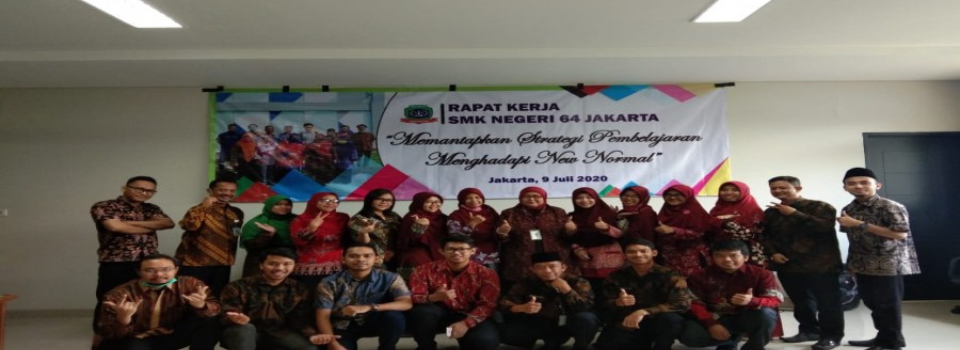 RAPAT KERJA
SMK NEGERI 64 JAKARTA
"Memantapkan Strategi Pembelajaran
Menghadapi New Normal"
Jakarta, 9 Juli 2020